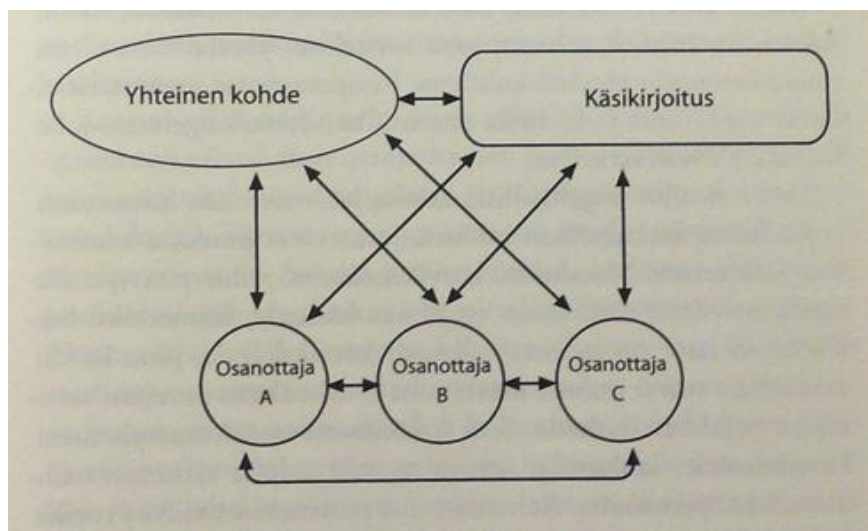 Yhteinen kohde
Käsikirjoitus
Osanottaja
A
Osanottaja
B
Osanottaja
C